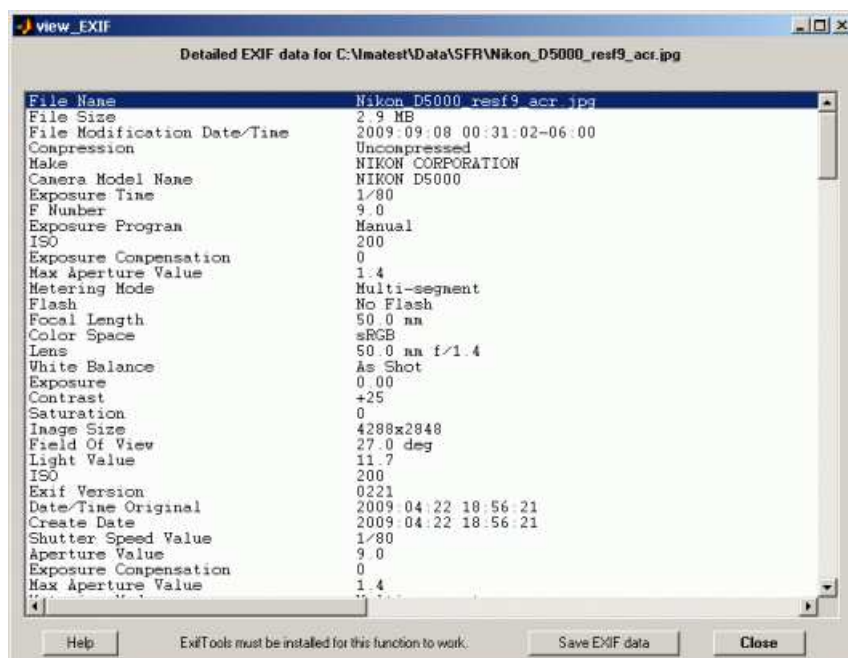 view_EXIF
Detailed EXIF data for C:\Imatest\Data\SFR\Nikon_D5000_resf9_acr.jpg
File Name Nikon_D5000_resf9_acr.jpg
File Size 2.9 MB
File Modification Date/Time 2009:09:08 00:31:02-06:00
Compression Uncompressed
Make NIKON CORPORATION
Camera Model Name NIKON D5000
Exposure Time 1/80
F Number 9.0
Exposure Program Manual
ISO 200
Exposure Compensation 0
Max Aperture Value 1.4
Metering Mode Multi-segment
Flash No Flash
Focal Length 50.0 mm
Color Space sRGB
Lens 50.0 mm f/1.4
White Balance As Shot
Exposure 0.00
Contrast +25
Saturation 0
Image Size 4288x2848
Field Of View 27.0 deg
Light Value 11.7
ISO 200
Exif Version 0221
Date/Time Original 2009:04:22 18:56:21
Create Date 2009:04:22 18:56:21
Shutter Speed Value 1/80
Aperture Value 9.0
Exposure Compensation 0
Max Aperture Value 1.4
Help ExifTools must be installed for this function to work. Save EXIF data Close